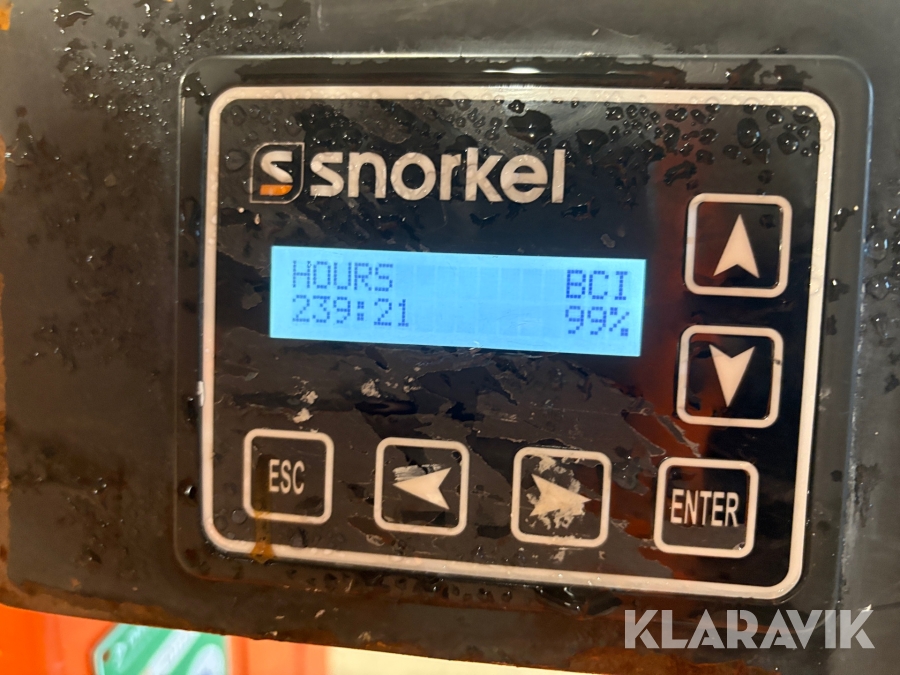 snorkel
HOURS BCI
239:21 99%
ESC
ENTER
KLARAVIK